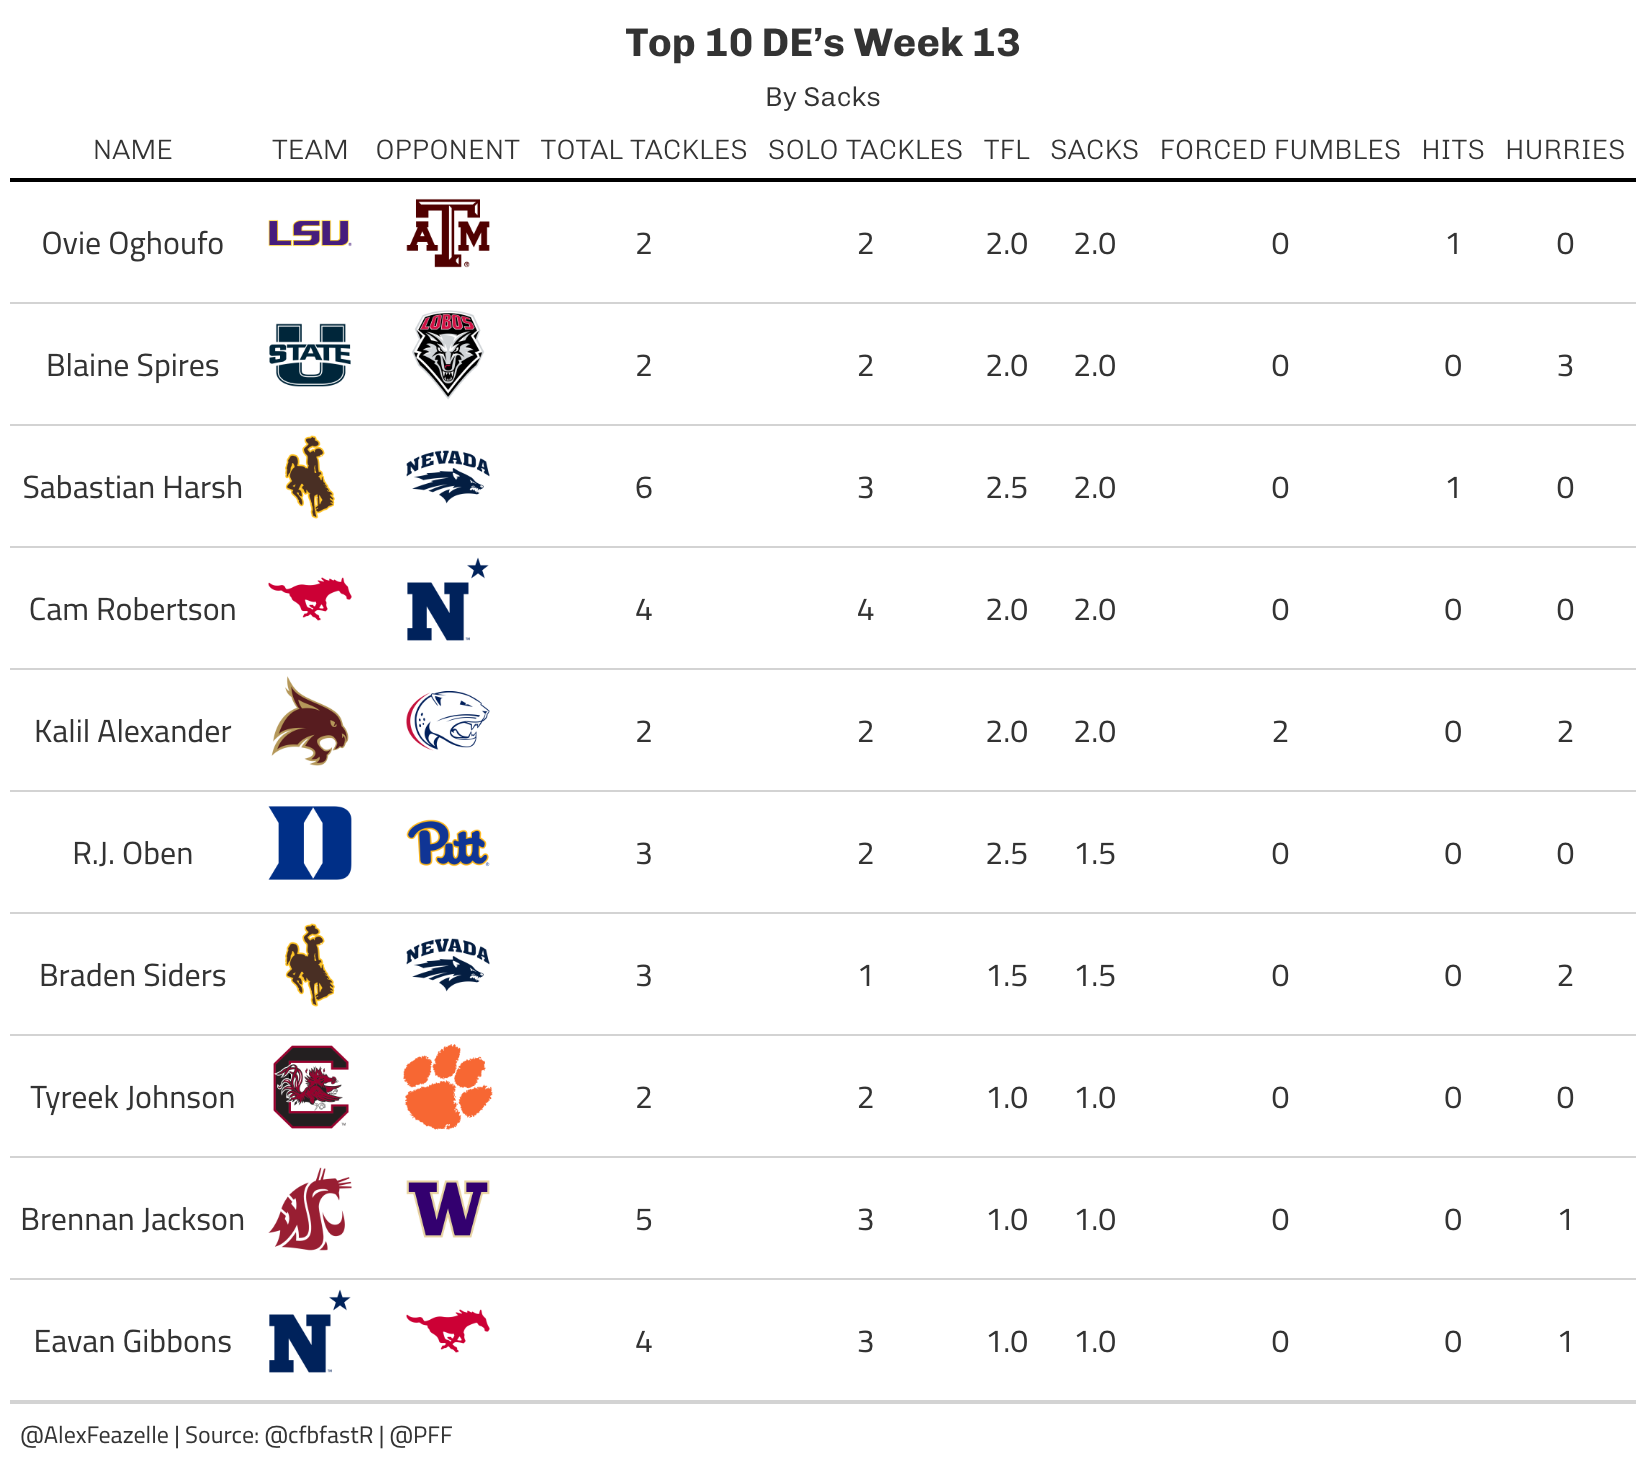 Top 10 DE’s Week 13
By Sacks
NAME TEAM OPPONENT TOTAL TACKLES SOLO TACKLES TFL SACKS FORCED FUMBLES HITS HURRIES
Ovie Oghoufo LSU ATM 2 2 2.0 2.0 0 1 0
Blaine Spires U STATE LOBOS 2 2 2.0 2.0 0 0 3
Sabastian Harsh NEVADA 6 3 2.5 2.0 0 1 0
Cam Robertson N 4 4 2.0 2.0 0 0 0
Kalil Alexander 2 2 2.0 2.0 2 0 2
R.J. Oben D Pitt 3 2 2.5 1.5 0 0 0
Braden Siders NEVADA 3 1 1.5 1.5 0 0 2
Tyreek Johnson C 2 2 1.0 1.0 0 0 0
Brennan Jackson WSC W 5 3 1.0 1.0 0 0 1
Eavan Gibbons N 4 3 1.0 1.0 0 0 1
@AlexFeazelle | Source: @cfbfastR | @PFF